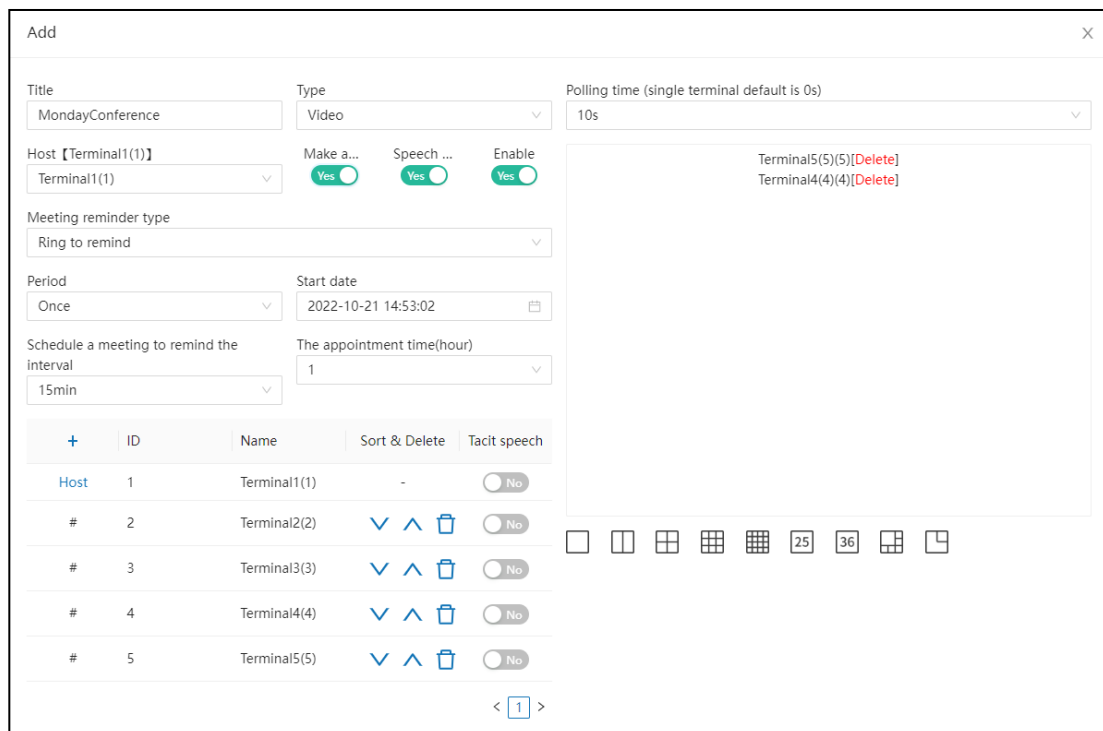 Add
Title
Type
Polling time (single terminal default is 0s)
MondayConference
Video
10s
Host【Terminal1(1)】
Make a...
Speech ...
Enable
Terminal1(1)
Yes
Yes
Yes
Terminal5(5)(5)[Delete]
Terminal4(4)(4)[Delete]
Meeting reminder type
Ring to remind
Period
Start date
Once
2022-10-21 14:53:02
Schedule a meeting to remind the
interval
The appointment time(hour)
15min
1
+ ID Name Sort & Delete Tacit speech
Host 1 Terminal1(1) - No
# 2 Terminal2(2) No
# 3 Terminal3(3) No
# 4 Terminal4(4) No
# 5 Terminal5(5) No
25 36
< 1 >